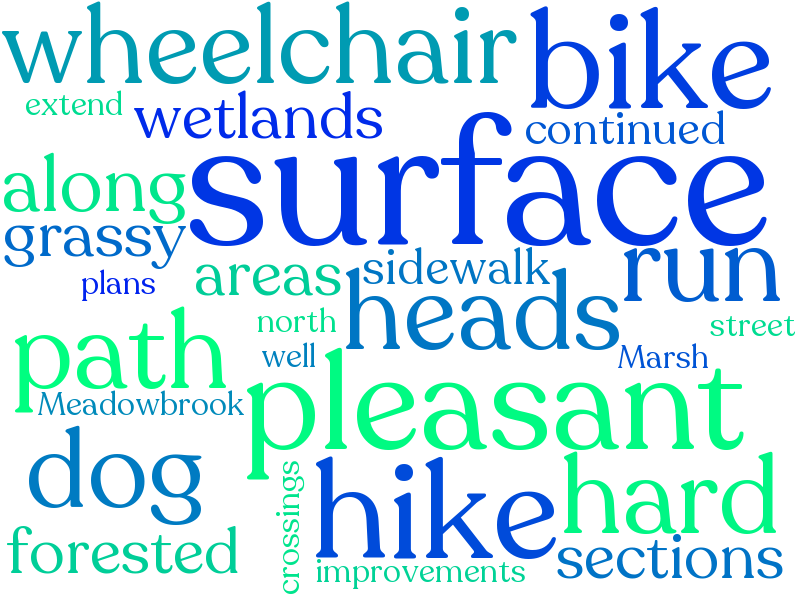 wheelchair
bike
extend
wetlands
continued
surface
along
grassy
areas
sidewalk
run
plans
heads
north
street
well
Marsh
path
pleasant
Meadowbrook
dog
hike
hard
crossings
forested
sections
improvements